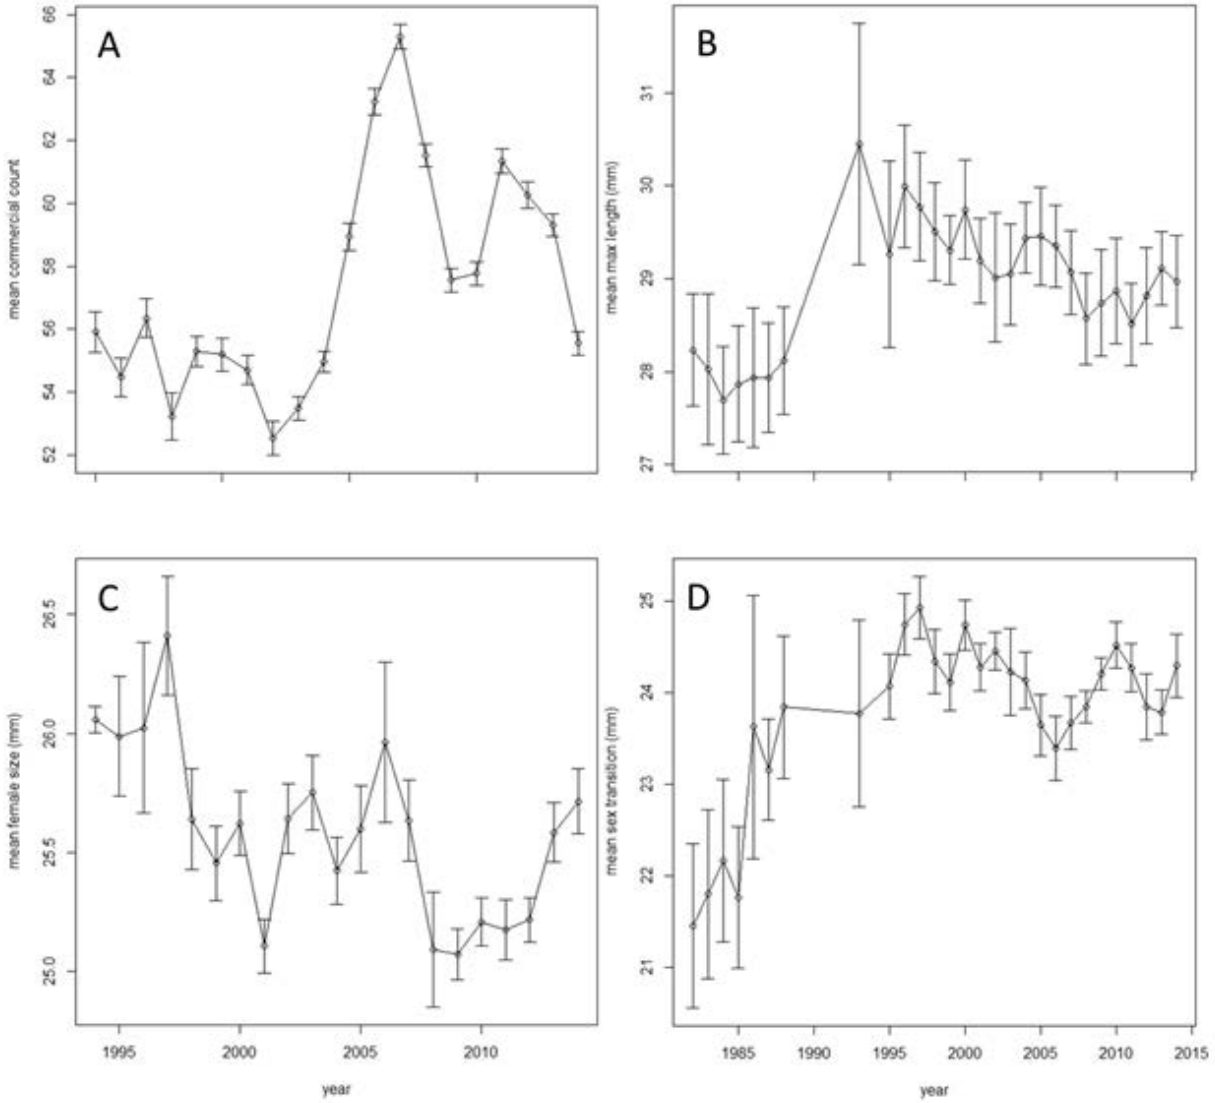 A
mean commercial count
66
64
62
60
58
56
54
52
B
mean max length (mm)
31
30
29
28
27
C
mean female size (mm)
26.5
26.0
25.5
25.0
1995 2000 2005 2010
year
D
mean sex transition (mm)
25
24
23
22
21
1985 1990 1995 2000 2005 2010 2015
year